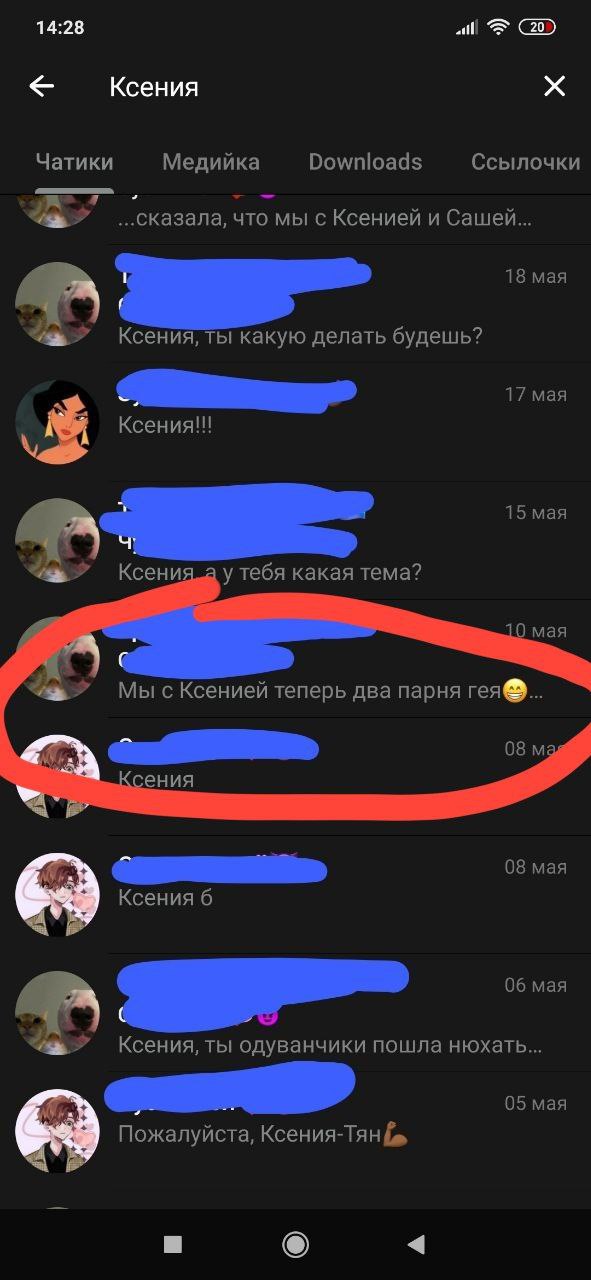 14:28
20
Ксения
Чатики Медийка Downloads Ссылочки
...сказала, что мы с Ксенией и Сашей...
18 мая
Ксения, ты какую делать будешь?
17 мая
Ксения!!!
15 мая
Ксения, а у тебя какая тема?
10 мая
Мы с Ксенией теперь два парня гея😁...
08 мая
Ксения
08 мая
Ксения б
06 мая
Ксения, ты одуванчики пошла нюхать...
05 мая
Пожалуйста, Ксения-Тян💪🏾